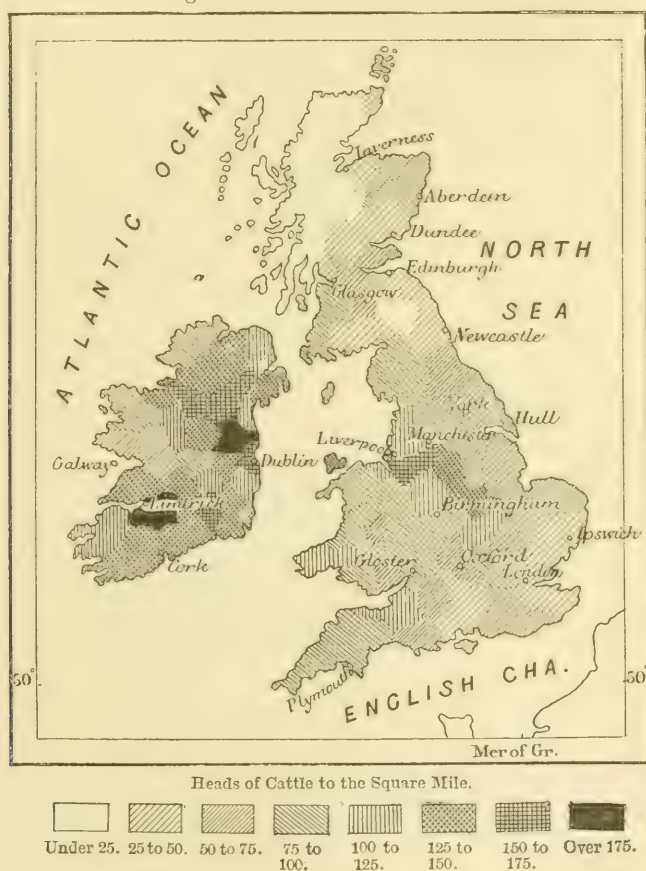 ATLANTIC OCEAN
Inverness
Aberdeen
Dundee
NORTH
Edinburgh
Glasgow
SEA
Newcastle
York
Hull
Liverpool
Manchester
Galway
Dublin
Limerick
Birmingham
Ipswich
Gloster
Oxford
London
Cork
50°
50°
Plymouth
ENGLISH CHA.
Mer of Gr.
Heads of Cattle to the Square Mile.
Under 25. 25 to 50. 50 to 75. 75 to 100. 100 to 125. 125 to 150. 150 to 175. Over 175.